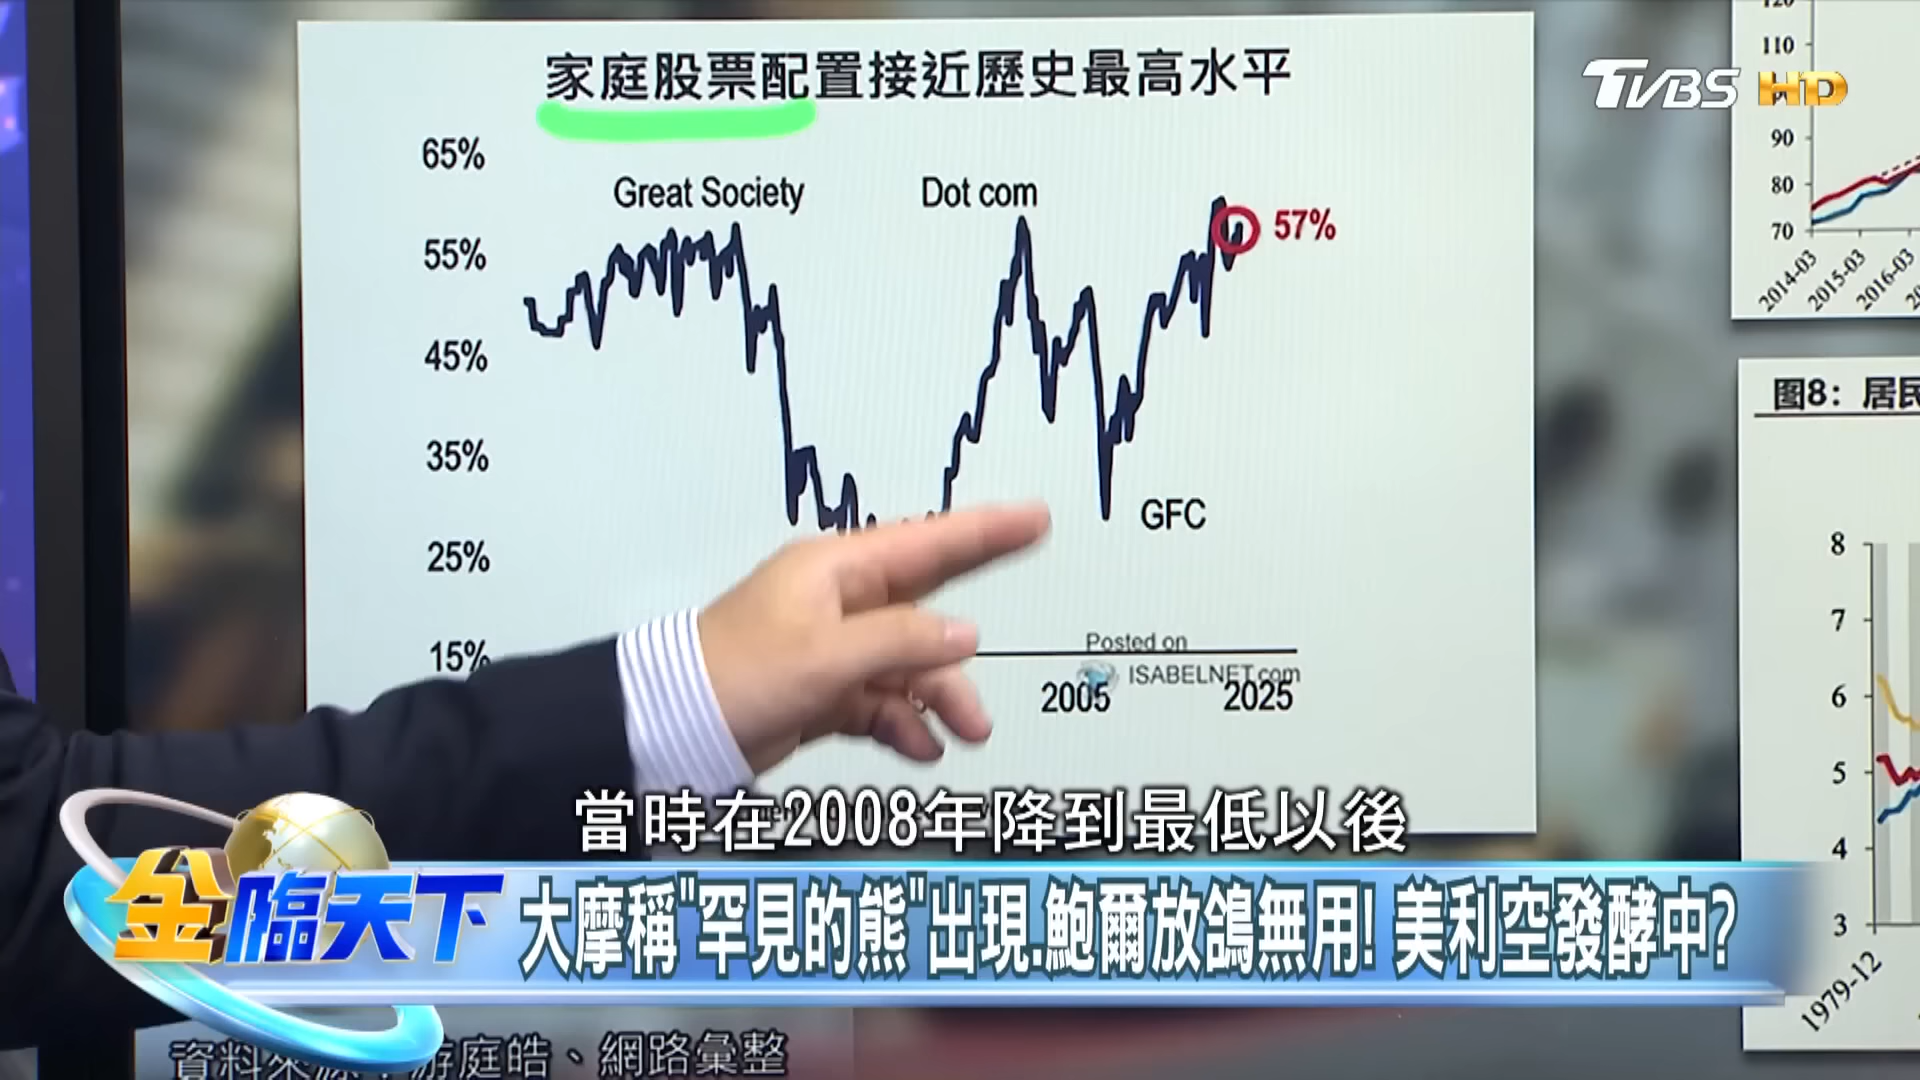 家庭股票配置接近歷史最高水平
TVBS HD
65%
Great Society
Dot com
57%
55%
45%
35%
GFC
25%
15%
Posted on
ISABELNET.com
2005
2025
110
90
80
70
2014-03
2015-03
2016-03
图8：居民
8
7
6
5
4
3
1979-12
當時在2008年降到最低以後
金臨天下
大摩稱"罕見的熊"出現.鮑爾放鴿無用! 美利空發酵中?
游庭皓、網路彙整